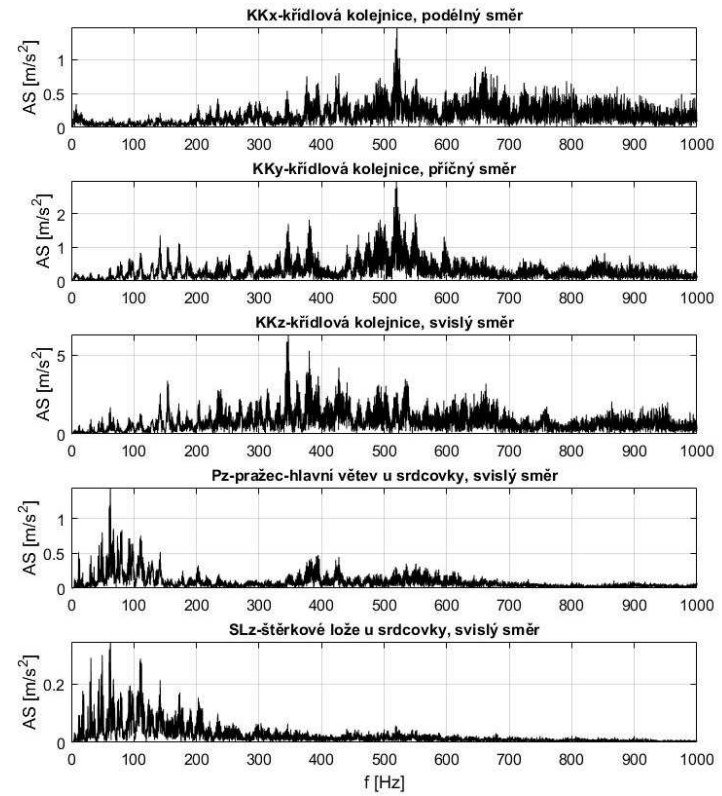 KKx-křídlová kolejnice, podélný směr
AS [m/s²]
1
0.5
0
0 100 200 300 400 500 600 700 800 900 1000
KKy-křídlová kolejnice, příčný směr
AS [m/s²]
2
1
0
0 100 200 300 400 500 600 700 800 900 1000
KKz-křídlová kolejnice, svislý směr
AS [m/s²]
5
0
0 100 200 300 400 500 600 700 800 900 1000
Pz-pražec-hlavní větev u srdcovky, svislý směr
AS [m/s²]
1
0.5
0
0 100 200 300 400 500 600 700 800 900 1000
SLz-štěrkové lože u srdcovky, svislý směr
AS [m/s²]
0.2
0
0 100 200 300 400 500 600 700 800 900 1000
f [Hz]